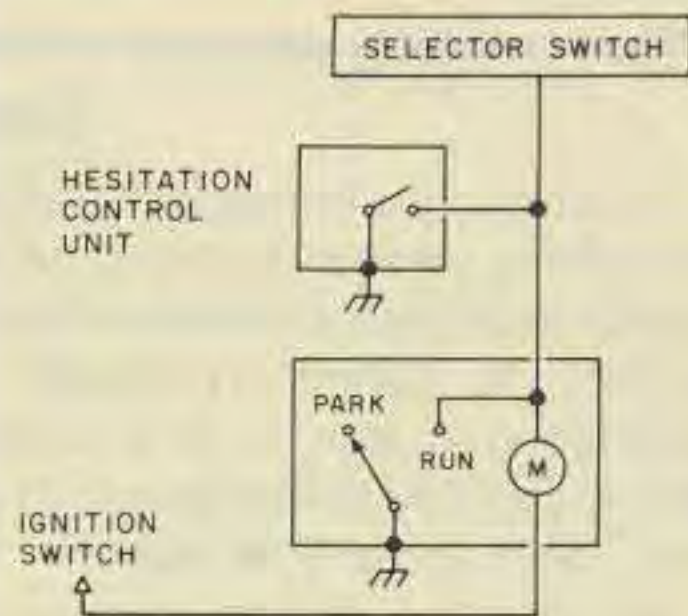 SELECTOR SWITCH
HESITATION
CONTROL
UNIT
PARK
RUN
M
IGNITION
SWITCH